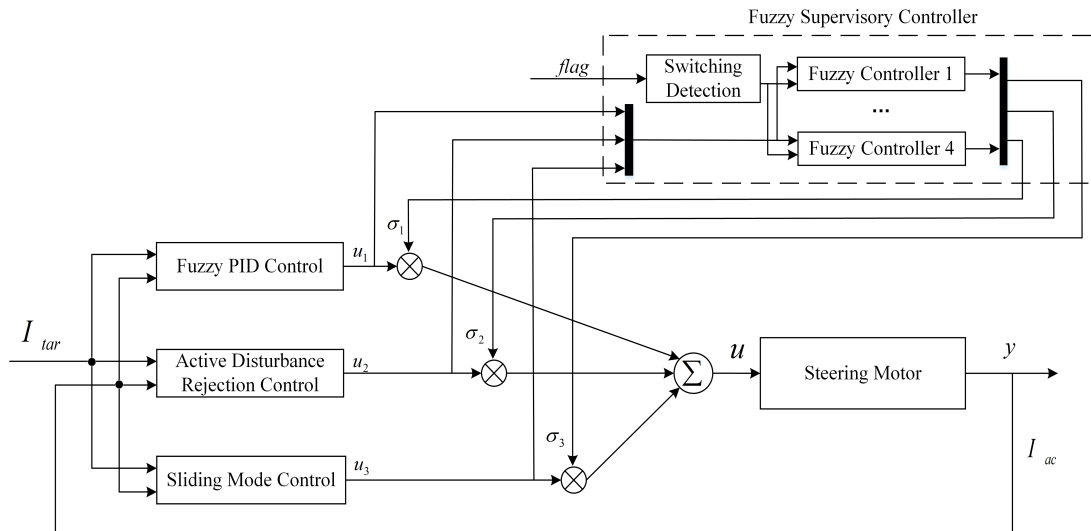 Fuzzy Supervisory Controller
flag
Switching
Detection
Fuzzy Controller 1
...
Fuzzy Controller 4
σ₁
Fuzzy PID Control
u₁
I tar
σ₂
Active Disturbance
Rejection Control
u₂
Σ
u
Steering Motor
y
σ₃
Sliding Mode Control
u₃
I ac